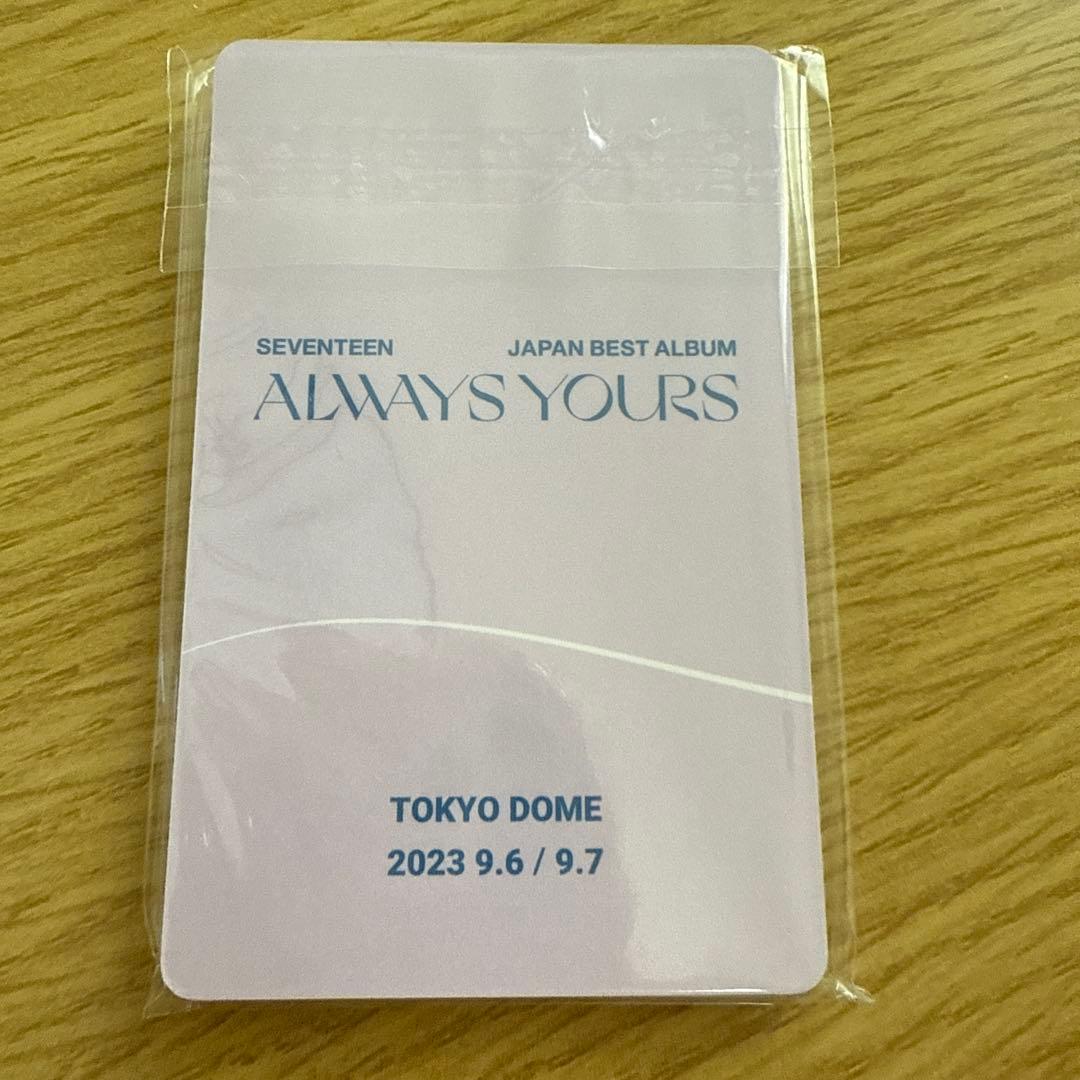 SEVENTEEN JAPAN BEST ALBUM
ALWAYS YOURS
TOKYO DOME
2023 9.6 / 9.7